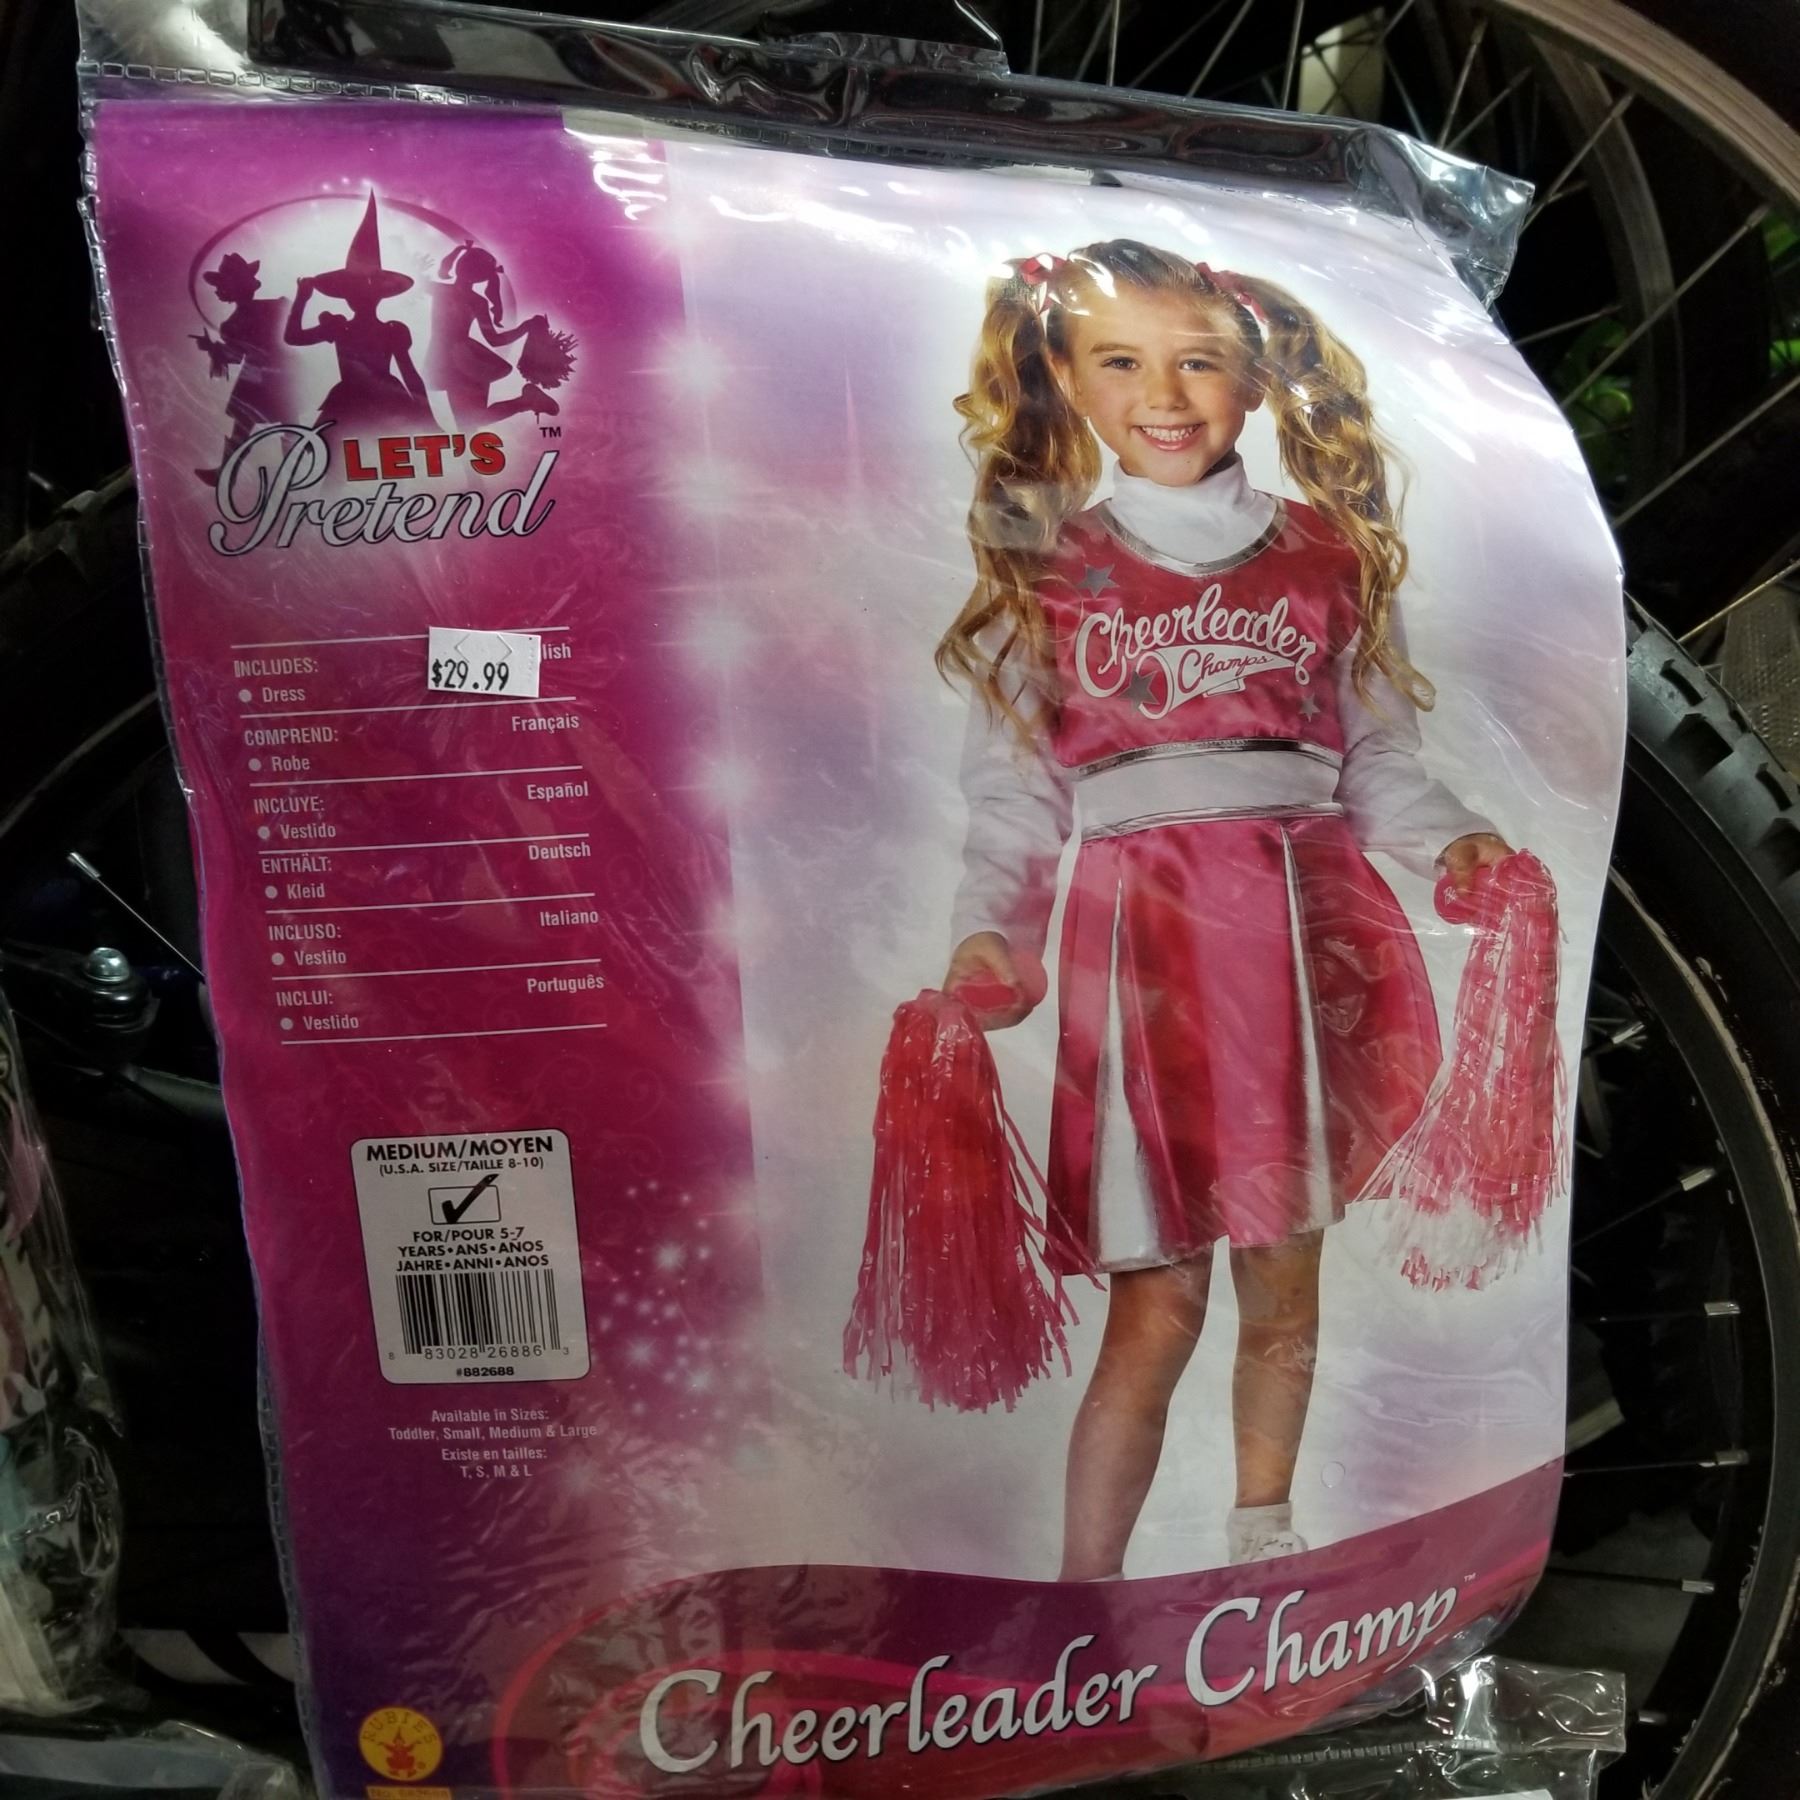 LET'S
Pretend
TM
$29.99
INCLUDES:
• Dress
Français
COMPREND:
• Robe
Español
INCLUYE:
• Vestido
Deutsch
ENTHÄLT:
• Kleid
Italiano
INCLUSO:
• Vestito
Português
INCLUI:
• Vestido
MEDIUM/MOYEN
(U.S.A. SIZE/TAILLE 8-10)
FOR/POUR 5-7
YEARS•ANS•AÑOS
JAHRE•ANNI•ANOS
8 83028 26886 3
#882688
Available in Sizes:
Toddler, Small, Medium & Large
Existe en tailles:
T, S, M & L
Cheerleader
Champs
Cheerleader Champ™
RUBIE'S